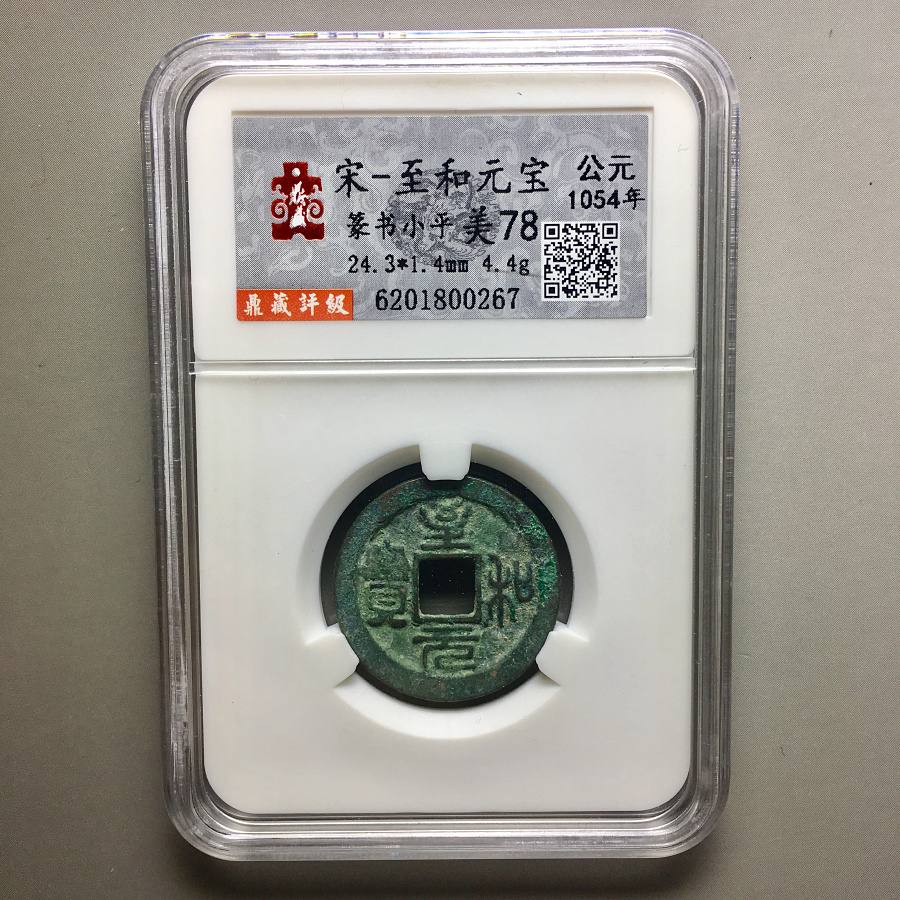 宋-至和元宝 公元
1054年
篆书小平 美78
24.3*1.4mm 4.4g
鼎藏評級 6201800267
至和元寶